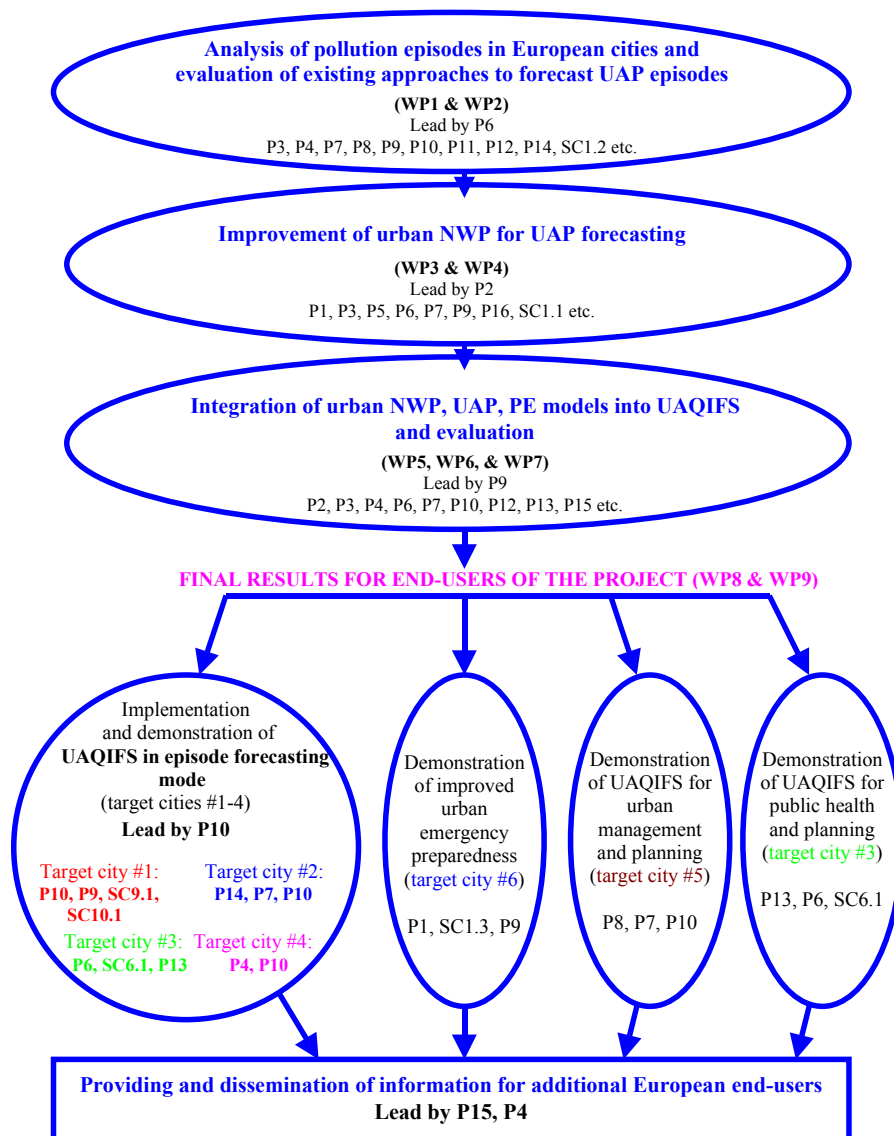 Analysis of pollution episodes in European cities and
evaluation of existing approaches to forecast UAP episodes
(WP1 & WP2)
Lead by P6
P3, P4, P7, P8, P9, P10, P11, P12, P14, SC1.2 etc.
Improvement of urban NWP for UAP forecasting
(WP3 & WP4)
Lead by P2
P1, P3, P5, P6, P7, P9, P16, SC1.1 etc.
Integration of urban NWP, UAP, PE models into UAQIFS
and evaluation
(WP5, WP6, & WP7)
Lead by P9
P2, P3, P4, P6, P7, P10, P12, P13, P15 etc.
FINAL RESULTS FOR END-USERS OF THE PROJECT (WP8 & WP9)
Implementation
and demonstration of
UAQIFS in episode forecasting
mode
(target cities #1-4)
Lead by P10
Target city #1:
P10, P9, SC9.1,
SC10.1
Target city #2:
P14, P7, P10
Target city #3:
P6, SC6.1, P13
Target city #4:
P4, P10
Demonstration
of improved
urban
emergency
preparedness
(target city #6)
P1, SC1.3, P9
Demonstration
of UAQIFS for
urban
management
and planning
(target city #5)
P8, P7, P10
Demonstration
of UAQIFS for
public health
and planning
(target city #3)
P13, P6, SC6.1
Providing and dissemination of information for additional European end-users
Lead by P15, P4